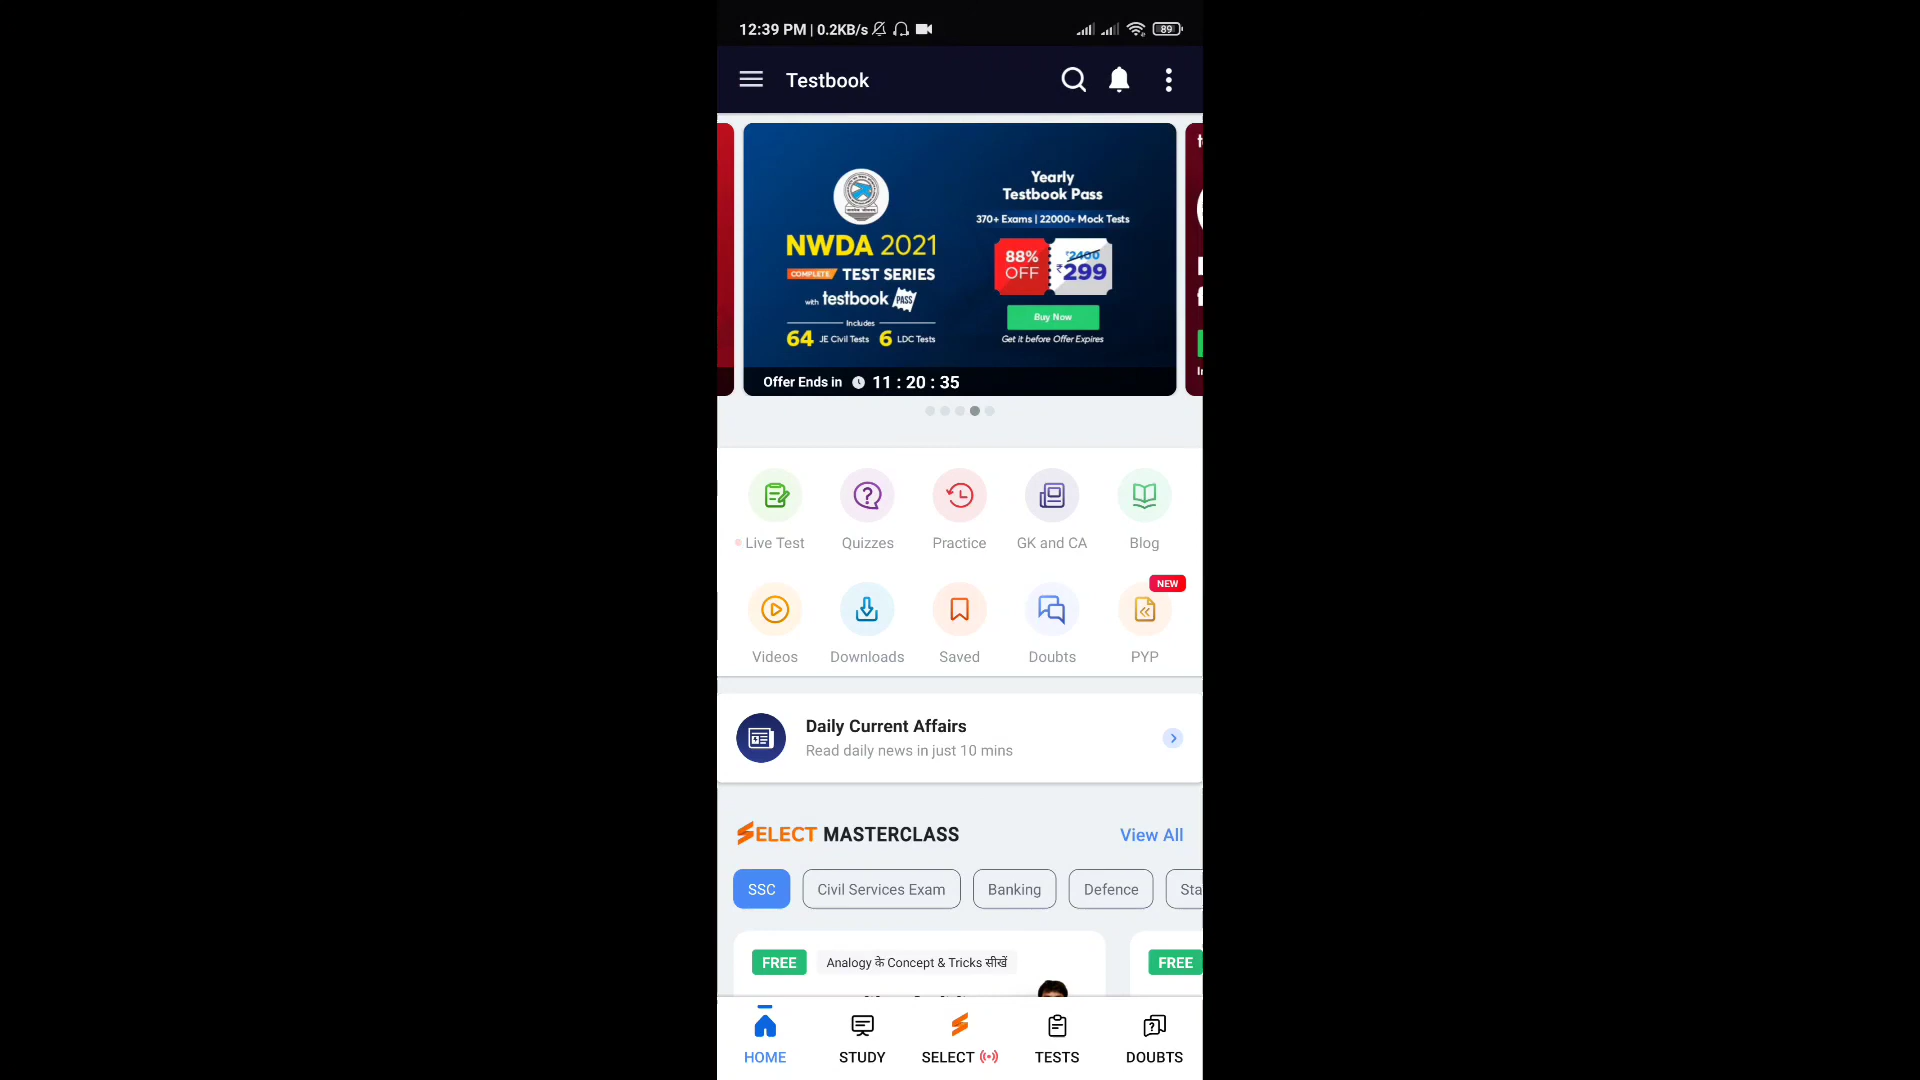 12:39 PM | 0.2KB/s
89
Testbook
NWDA 2021
COMPLETE TEST SERIES
with testbook PASS
Includes
64 JE Civil Tests 6 LDC Tests
Yearly
Testbook Pass
370+ Exams | 22000+ Mock Tests
88% OFF
₹2400
₹299
Buy Now
Get it before Offer Expires
Offer Ends in 11 : 20 : 35
Live Test
Quizzes
Practice
GK and CA
Blog
NEW
Videos
Downloads
Saved
Doubts
PYP
Daily Current Affairs
Read daily news in just 10 mins
SELECT MASTERCLASS
View All
SSC
Civil Services Exam
Banking
Defence
Sta
FREE
Analogy के Concept & Tricks सीखें
FREE
HOME
STUDY
SELECT
TESTS
DOUBTS